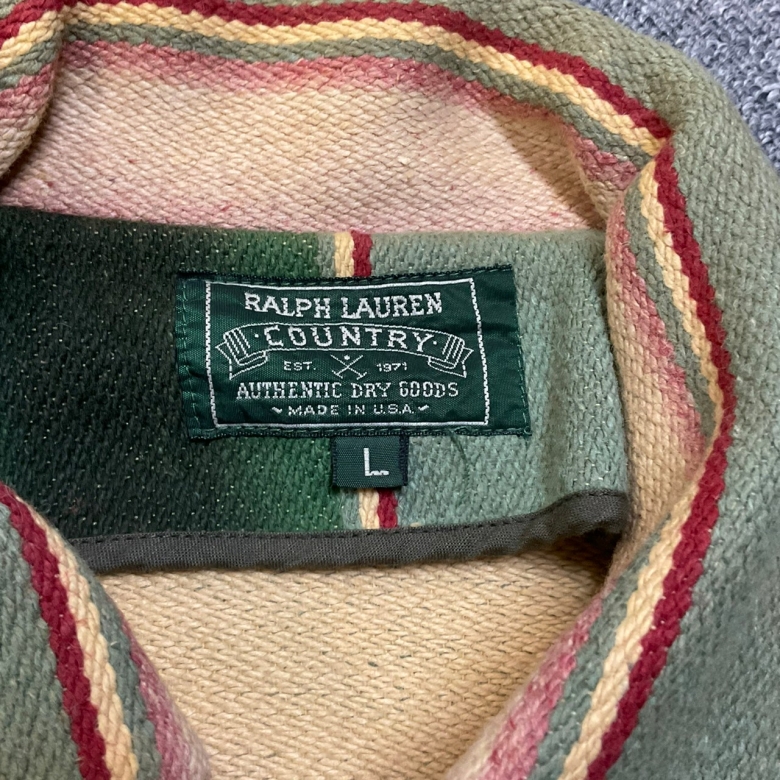 RALPH LAUREN
·COUNTRY·
EST. 1971
AUTHENTIC DRY GOODS
MADE IN U.S.A.
L